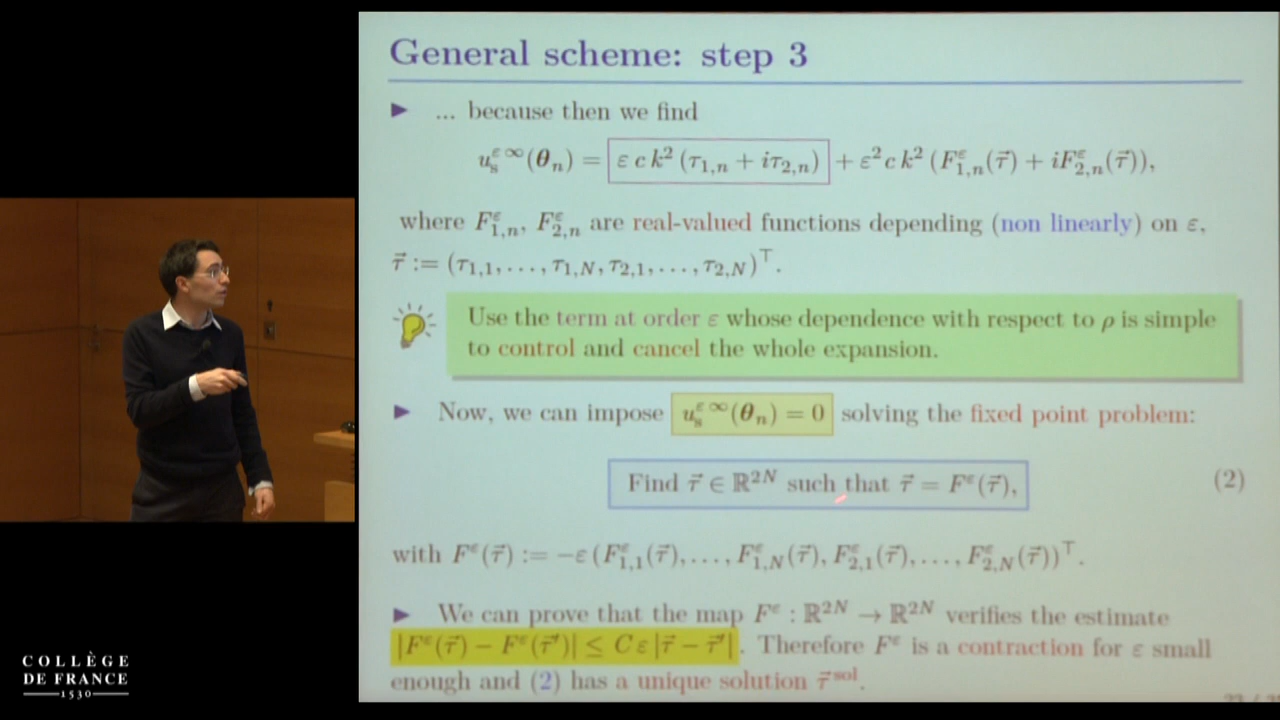 General scheme: step 3
► ... because then we find
u_s^{ε ∞}(θ_n) = ε c k² (τ_{1,n} + iτ_{2,n}) + ε² c k² (F^ε_{1,n}(τ⃗) + iF^ε_{2,n}(τ⃗)),
where F^ε_{1,n}, F^ε_{2,n} are real-valued functions depending (non linearly) on ε,
τ⃗ := (τ_{1,1}, . . . , τ_{1,N}, τ_{2,1}, . . . , τ_{2,N})^⊤.
Use the term at order ε whose dependence with respect to ρ is simple
to control and cancel the whole expansion.
► Now, we can impose u_s^{ε ∞}(θ_n) = 0 solving the fixed point problem:
Find τ⃗ ∈ ℝ^{2N} such that τ⃗ = F^ε(τ⃗), (2)
with F^ε(τ⃗) := −ε (F^ε_{1,1}(τ⃗), . . . , F^ε_{1,N}(τ⃗), F^ε_{2,1}(τ⃗), . . . , F^ε_{2,N}(τ⃗))^⊤.
► We can prove that the map F^ε : ℝ^{2N} → ℝ^{2N} verifies the estimate
|F^ε(τ⃗) − F^ε(τ⃗′)| ≤ C ε |τ⃗ − τ⃗′|. Therefore F^ε is a contraction for ε small
enough and (2) has a unique solution τ⃗^{sol}.
COLLÈGE
DE FRANCE
1530